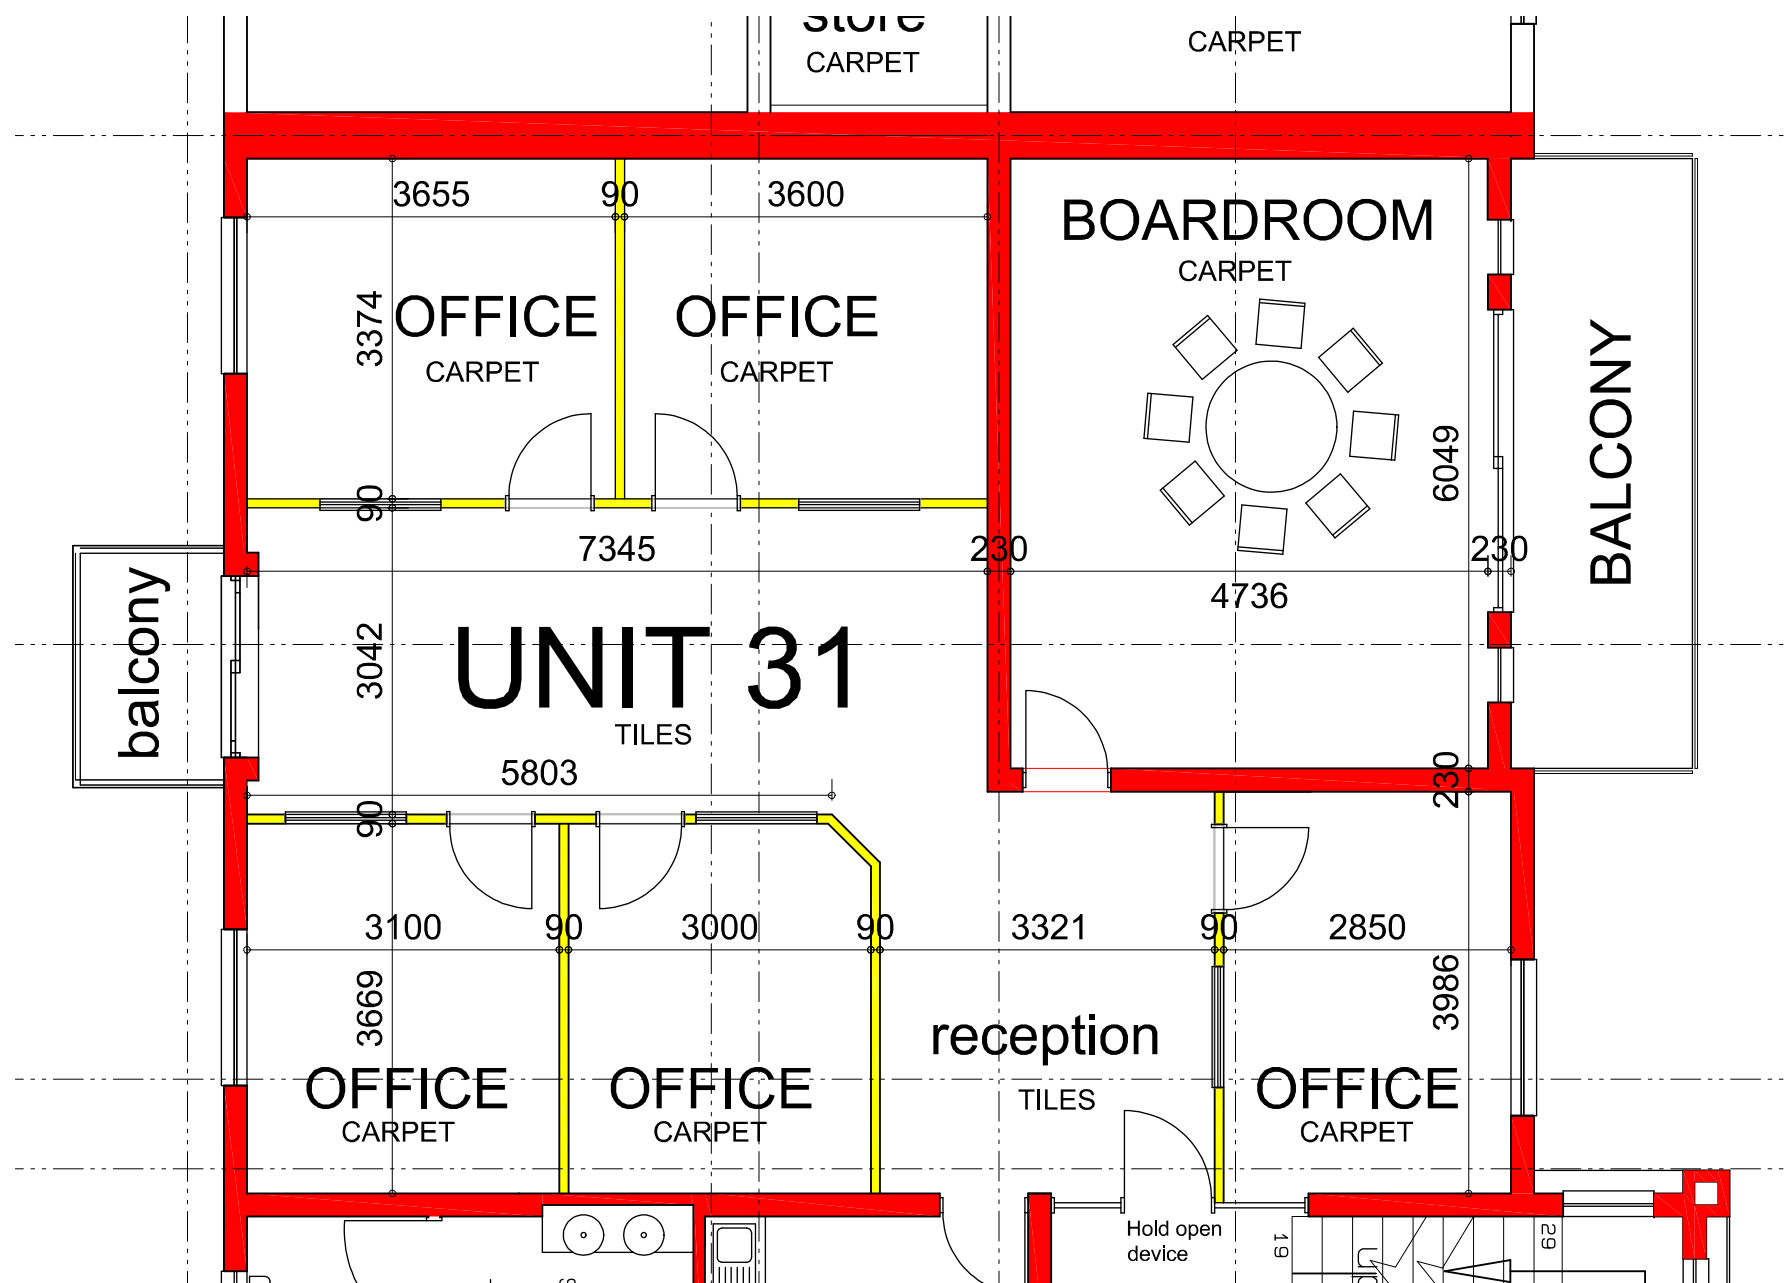 store
CARPET
CARPET
3655
90
3600
BOARDROOM
CARPET
3374
OFFICE
CARPET
OFFICE
CARPET
6049
BALCONY
90
7345
230
230
4736
balcony
3042
UNIT 31
TILES
5803
230
90
3100
90
3000
90
3321
90
2850
3669
3986
reception
TILES
OFFICE
CARPET
OFFICE
CARPET
OFFICE
CARPET
Hold open
device
19
29